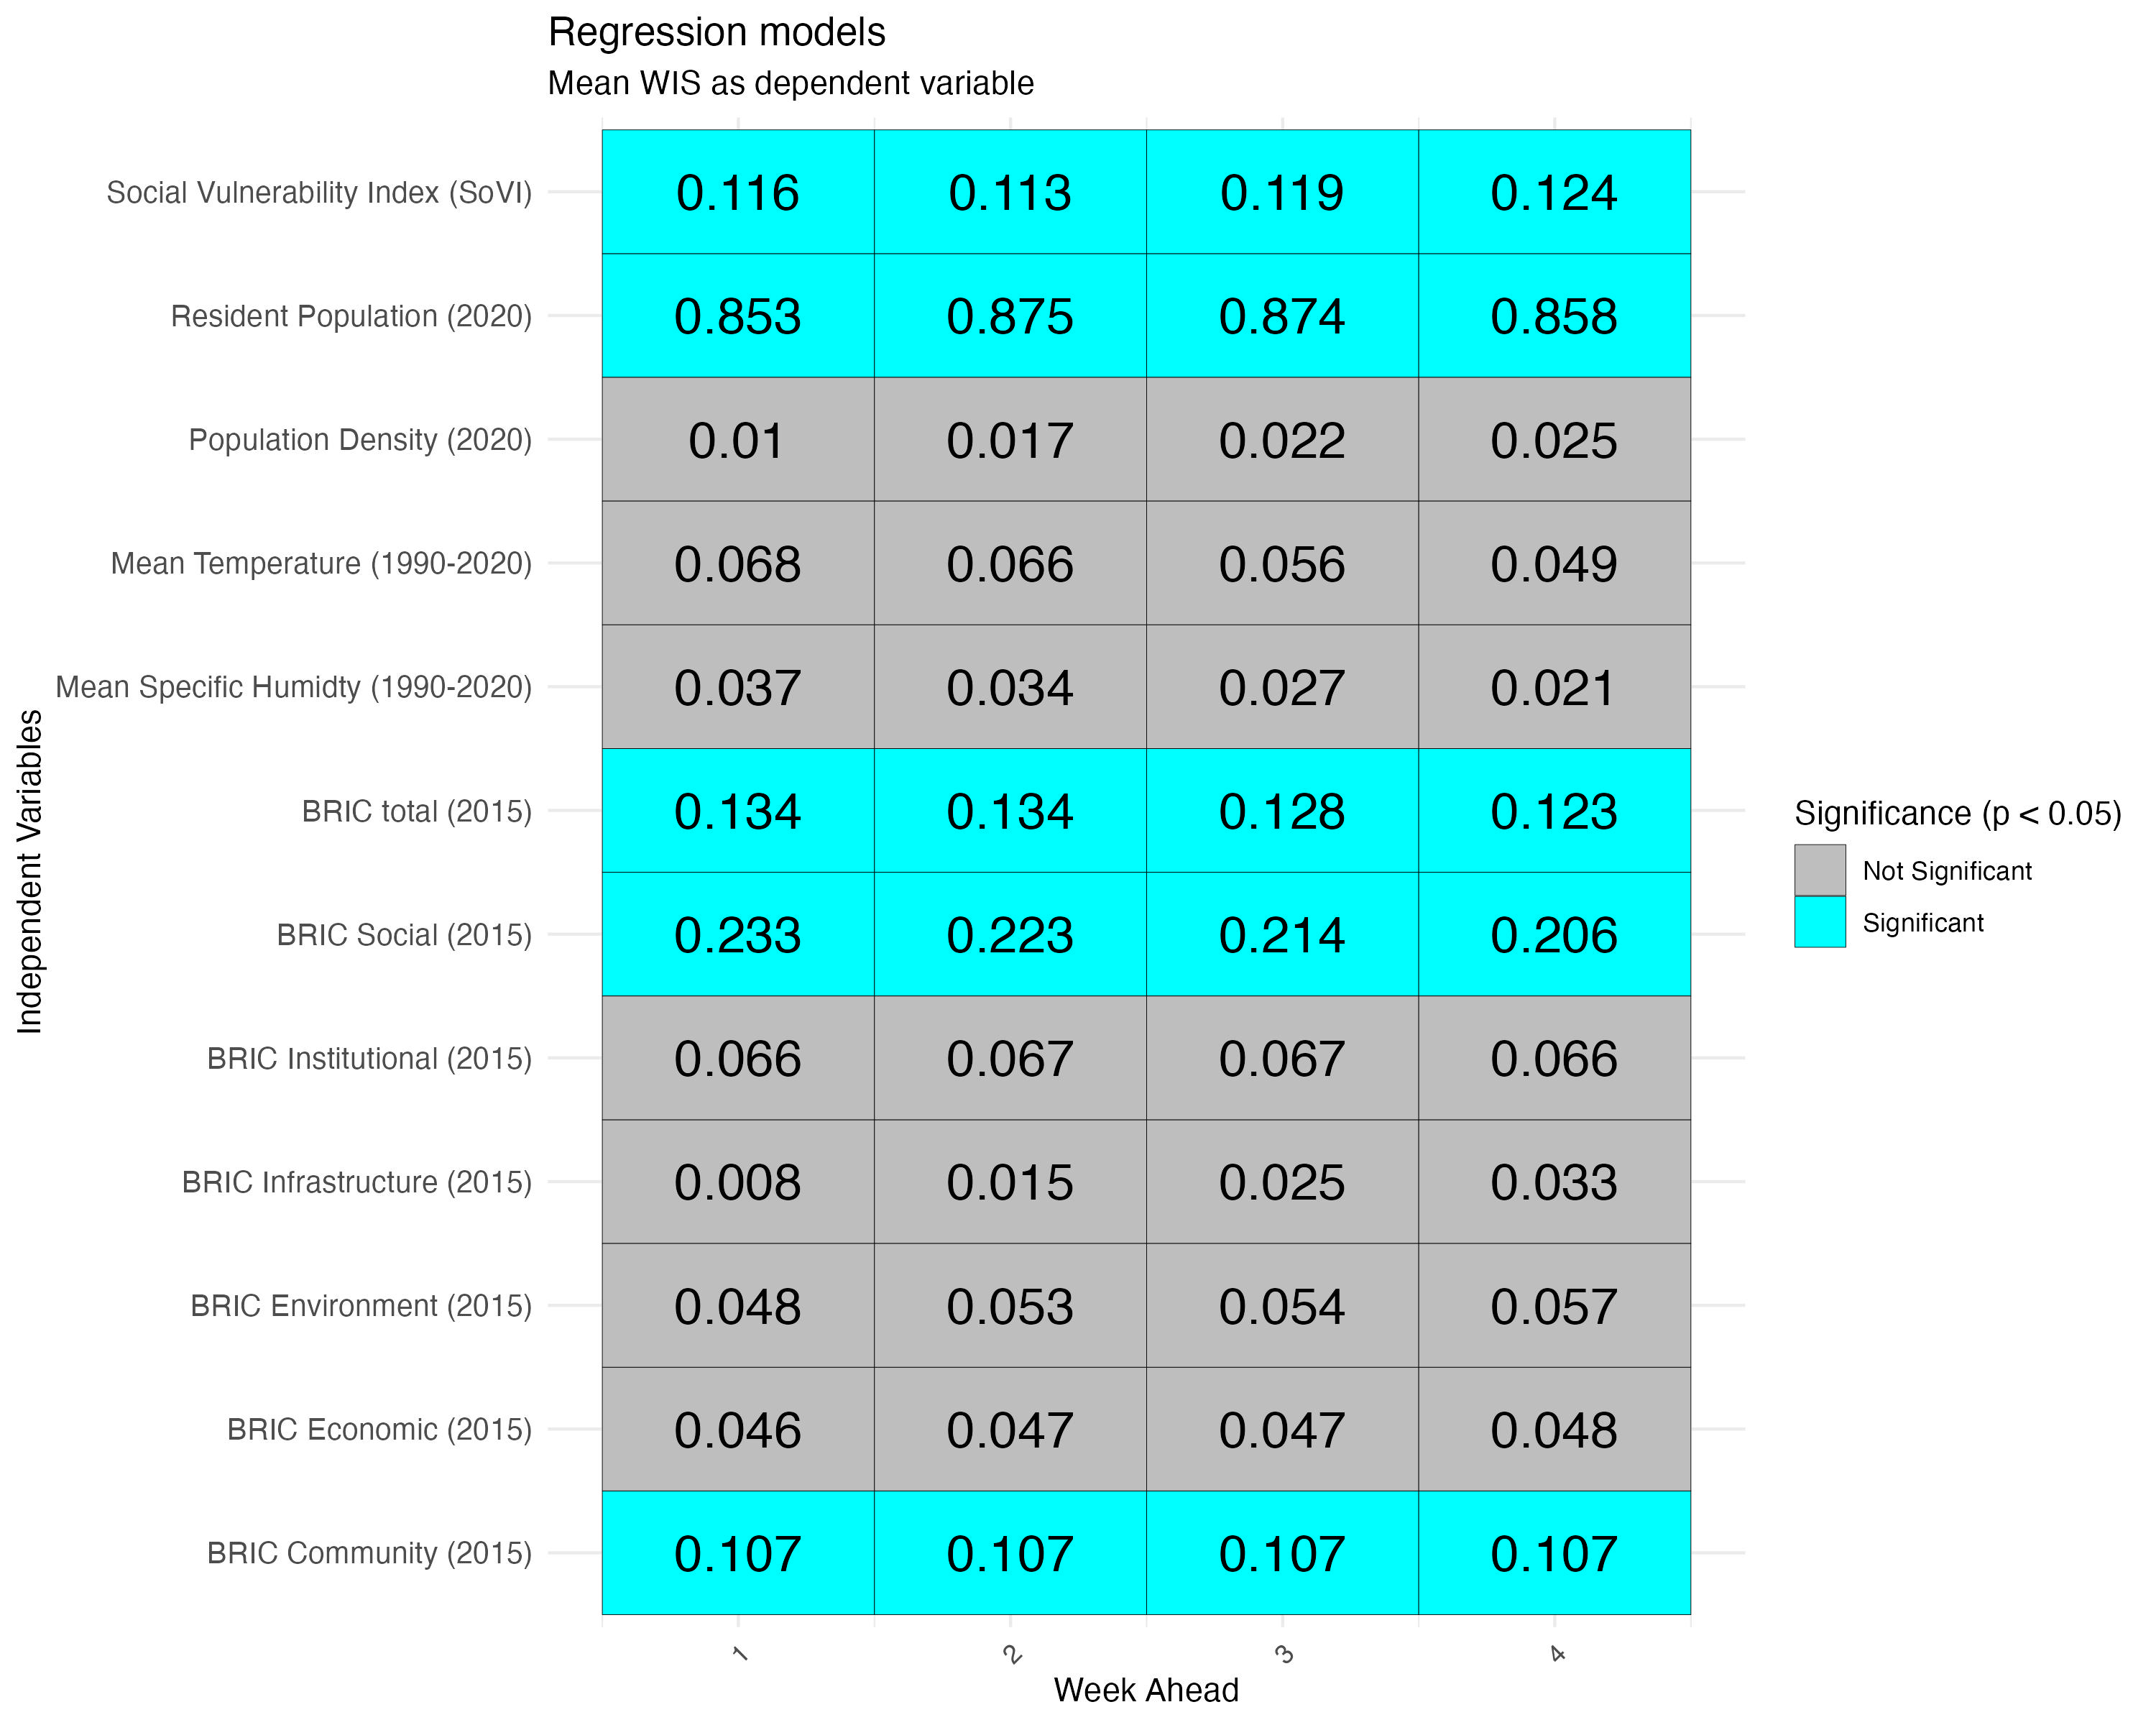 Regression models
Mean WIS as dependent variable
Independent Variables
Social Vulnerability Index (SoVI) 0.116 0.113 0.119 0.124
Resident Population (2020) 0.853 0.875 0.874 0.858
Population Density (2020) 0.01 0.017 0.022 0.025
Mean Temperature (1990-2020) 0.068 0.066 0.056 0.049
Mean Specific Humidty (1990-2020) 0.037 0.034 0.027 0.021
BRIC total (2015) 0.134 0.134 0.128 0.123
BRIC Social (2015) 0.233 0.223 0.214 0.206
BRIC Institutional (2015) 0.066 0.067 0.067 0.066
BRIC Infrastructure (2015) 0.008 0.015 0.025 0.033
BRIC Environment (2015) 0.048 0.053 0.054 0.057
BRIC Economic (2015) 0.046 0.047 0.047 0.048
BRIC Community (2015) 0.107 0.107 0.107 0.107
1 2 3 4
Week Ahead
Significance (p < 0.05)
Not Significant
Significant